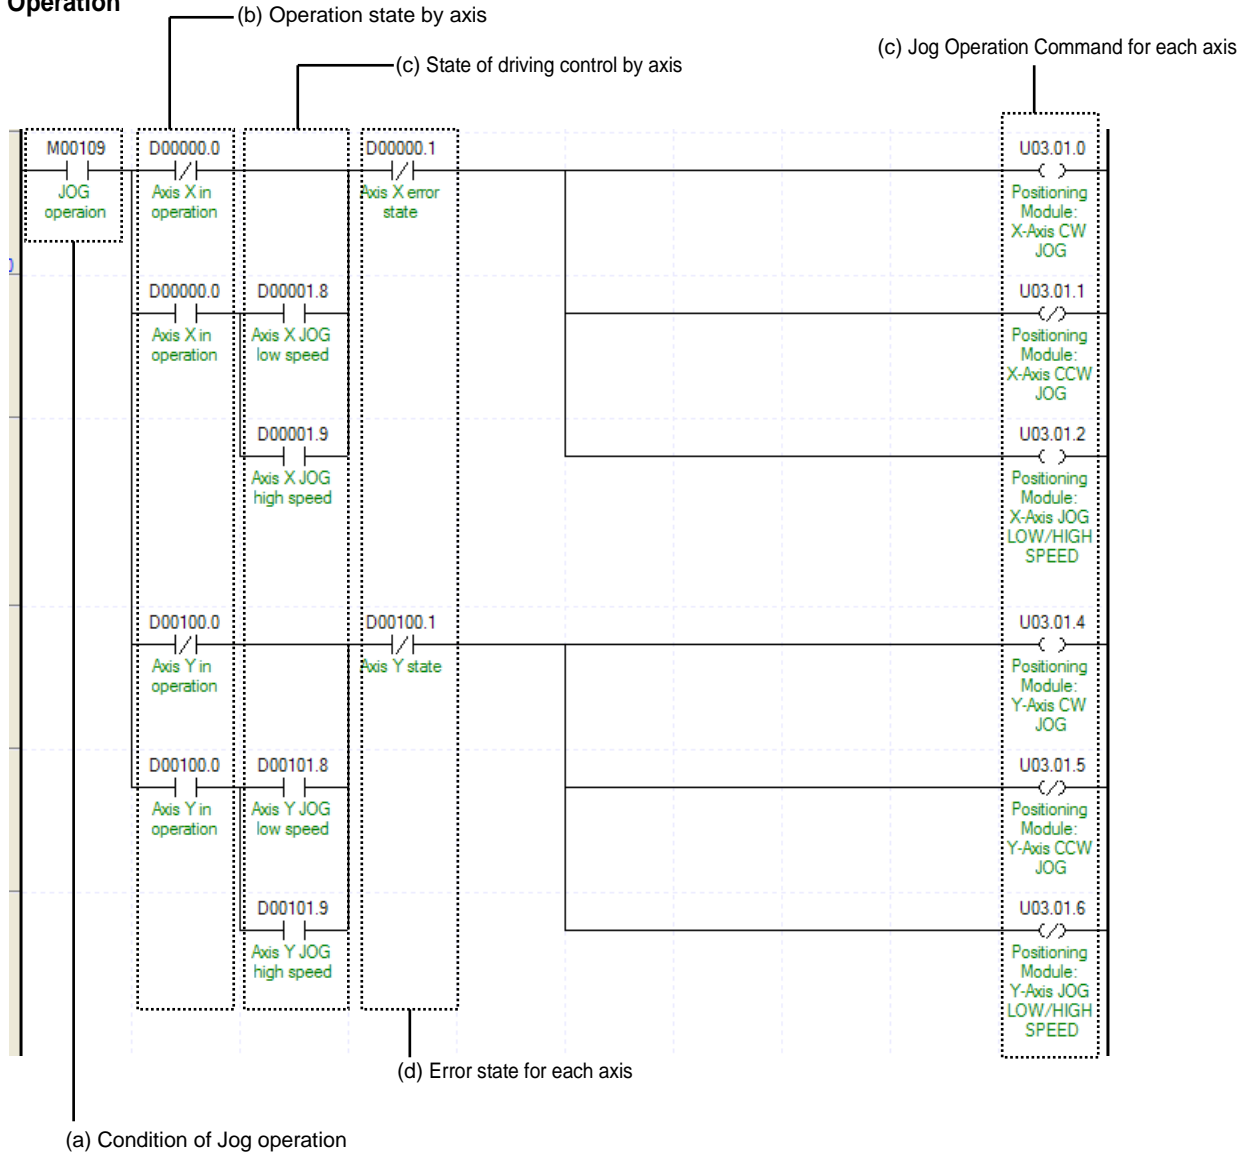 Operation
(b) Operation state by axis
(c) Jog Operation Command for each axis
(c) State of driving control by axis
M00109
JOG
operaion
D00000.0
Axis X in
operation
D00000.1
Axis X error
state
U03.01.0
Positioning
Module:
X-Axis CW
JOG
D00000.0
Axis X in
operation
D00001.8
Axis X JOG
low speed
U03.01.1
Positioning
Module:
X-Axis CCW
JOG
D00001.9
Axis X JOG
high speed
U03.01.2
Positioning
Module:
X-Axis JOG
LOW/HIGH
SPEED
D00100.0
Axis Y in
operation
D00100.1
Axis Y state
U03.01.4
Positioning
Module:
Y-Axis CW
JOG
D00100.0
Axis Y in
operation
D00101.8
Axis Y JOG
low speed
U03.01.5
Positioning
Module:
Y-Axis CCW
JOG
D00101.9
Axis Y JOG
high speed
U03.01.6
Positioning
Module:
Y-Axis JOG
LOW/HIGH
SPEED
(d) Error state for each axis
(a) Condition of Jog operation